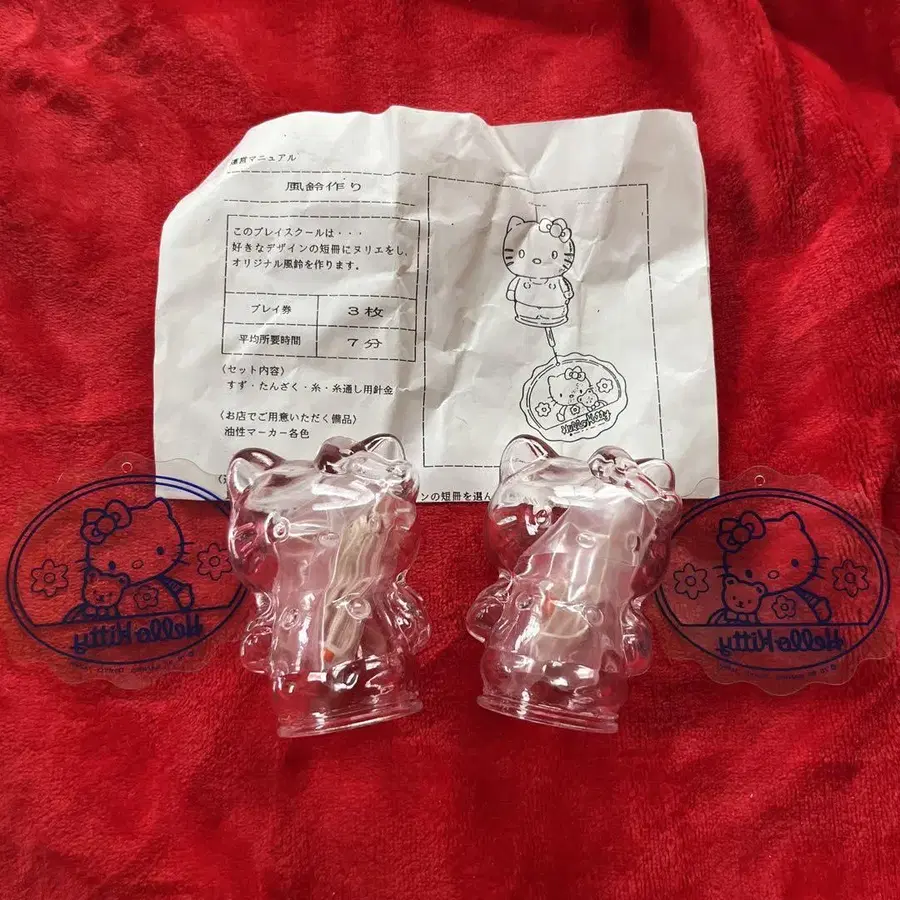 運営マニュアル
風鈴作り
このプレイスクールは・・・
好きなデザインの短冊にヌリエをし、
オリジナル風鈴を作ります。
プレイ券 3枚
平均所要時間 7分
〈セット内容〉
すず・たんざく・糸・糸通し用針金
〈お店でご用意いただく備品〉
油性マーカー各色
ンの短冊を選ん
Hello Kitty
Hello Kitty
Hello Kitty